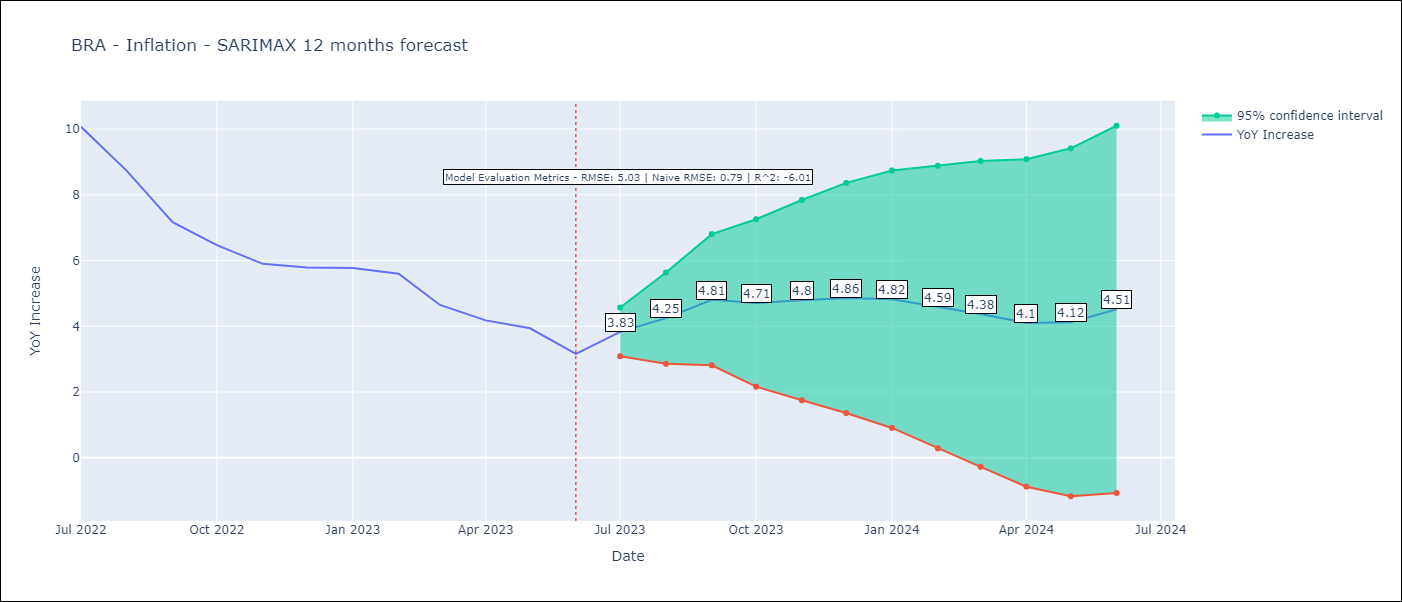 BRA - Inflation - SARIMAX 12 months forecast
95% confidence interval
YoY Increase
Model Evaluation Metrics - RMSE: 5.03 | Naive RMSE: 0.79 | R^2: -6.01
10
8
6
4
2
0
YoY Increase
3.83
4.25
4.81
4.71
4.8
4.86
4.82
4.59
4.38
4.1
4.12
4.51
Jul 2022
Oct 2022
Jan 2023
Apr 2023
Jul 2023
Oct 2023
Jan 2024
Apr 2024
Jul 2024
Date